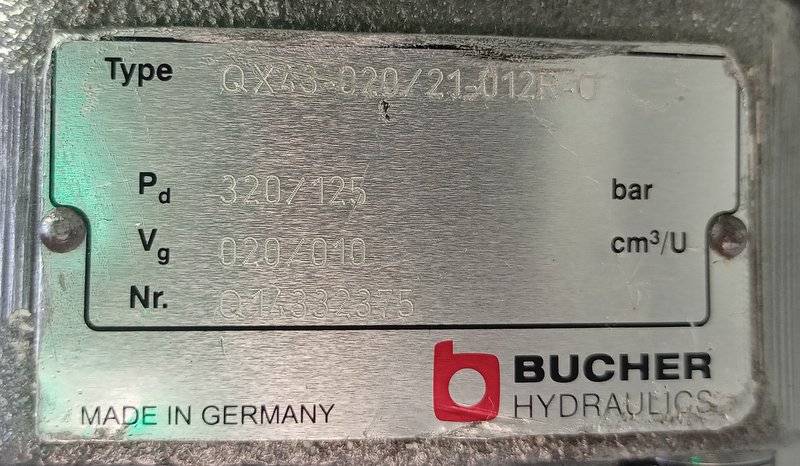 Type QX43-020/21-012R-O
Pd 320/125 bar
Vg 020/010 cm³/U
Nr. Q14332375
BUCHER
HYDRAULICS
MADE IN GERMANY